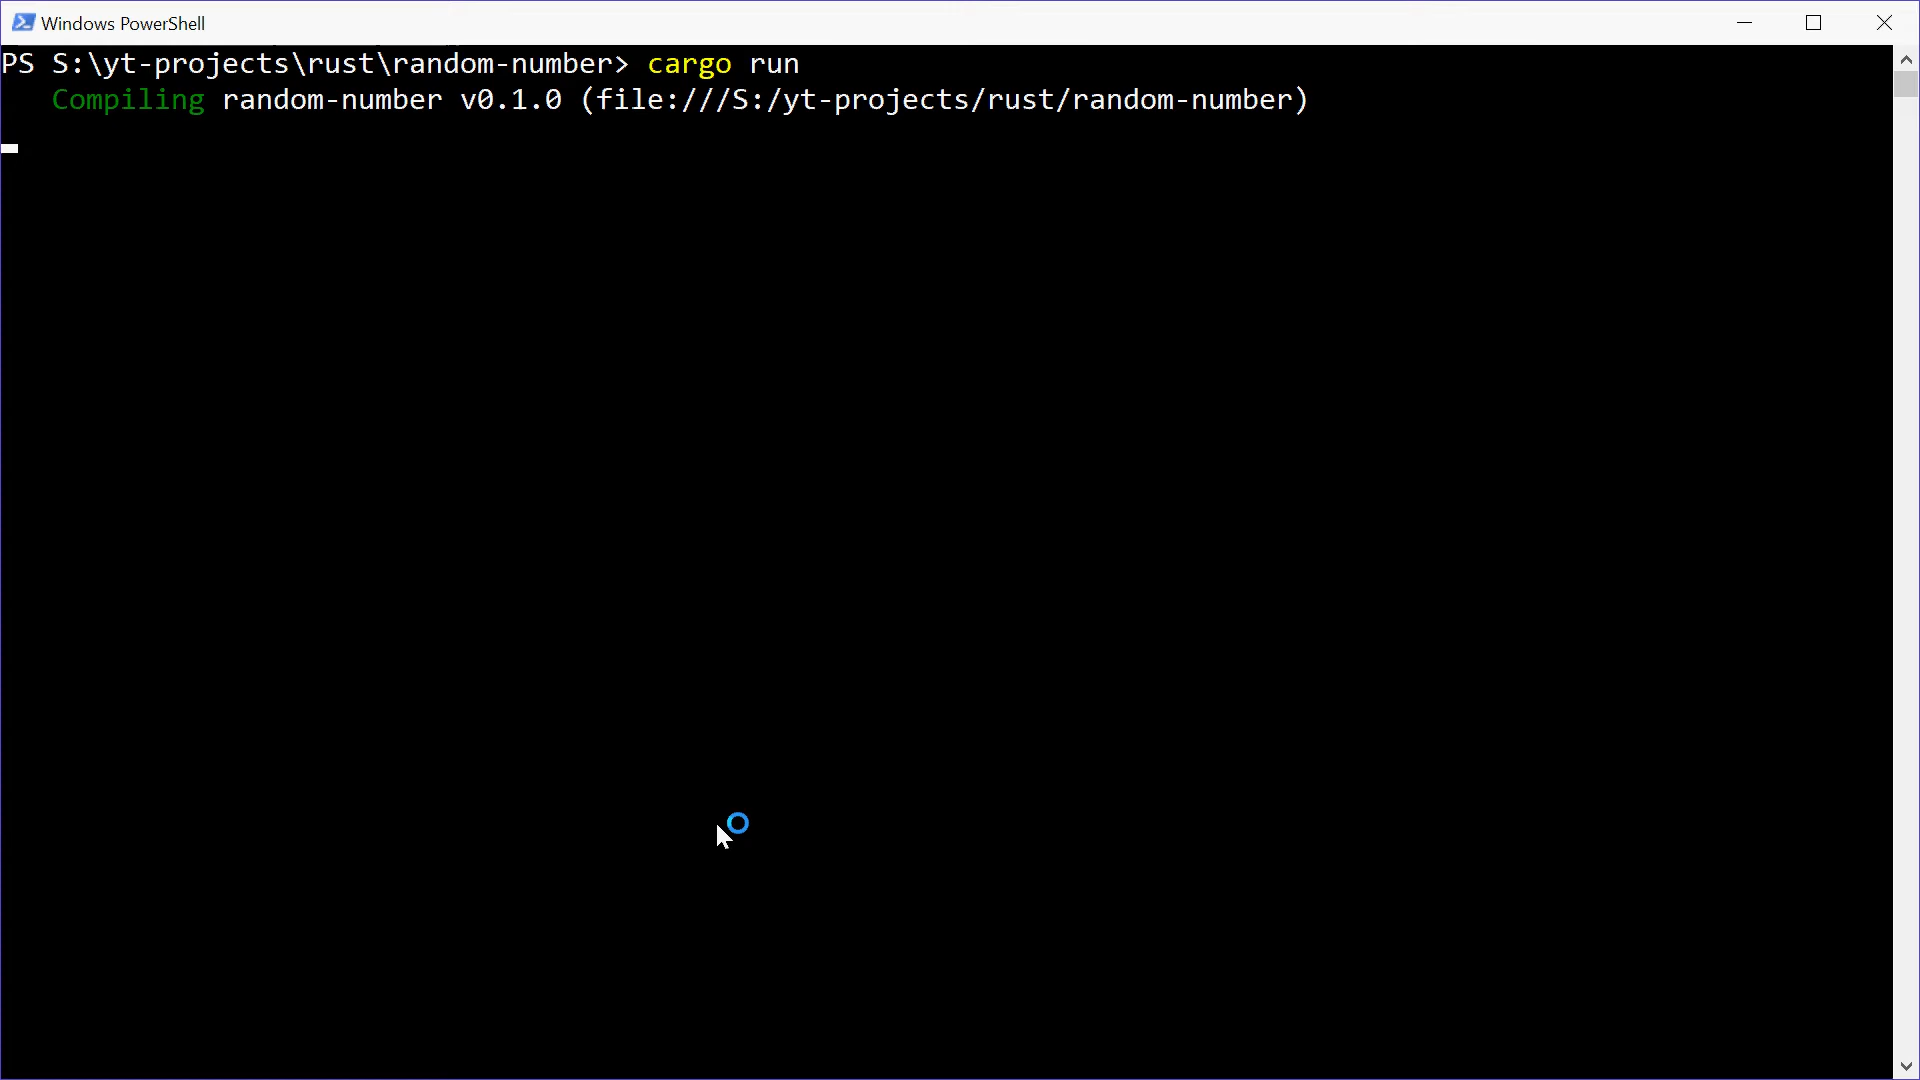 Windows PowerShell
PS S:\yt-projects\rust\random-number> cargo run
Compiling random-number v0.1.0 (file:///S:/yt-projects/rust/random-number)